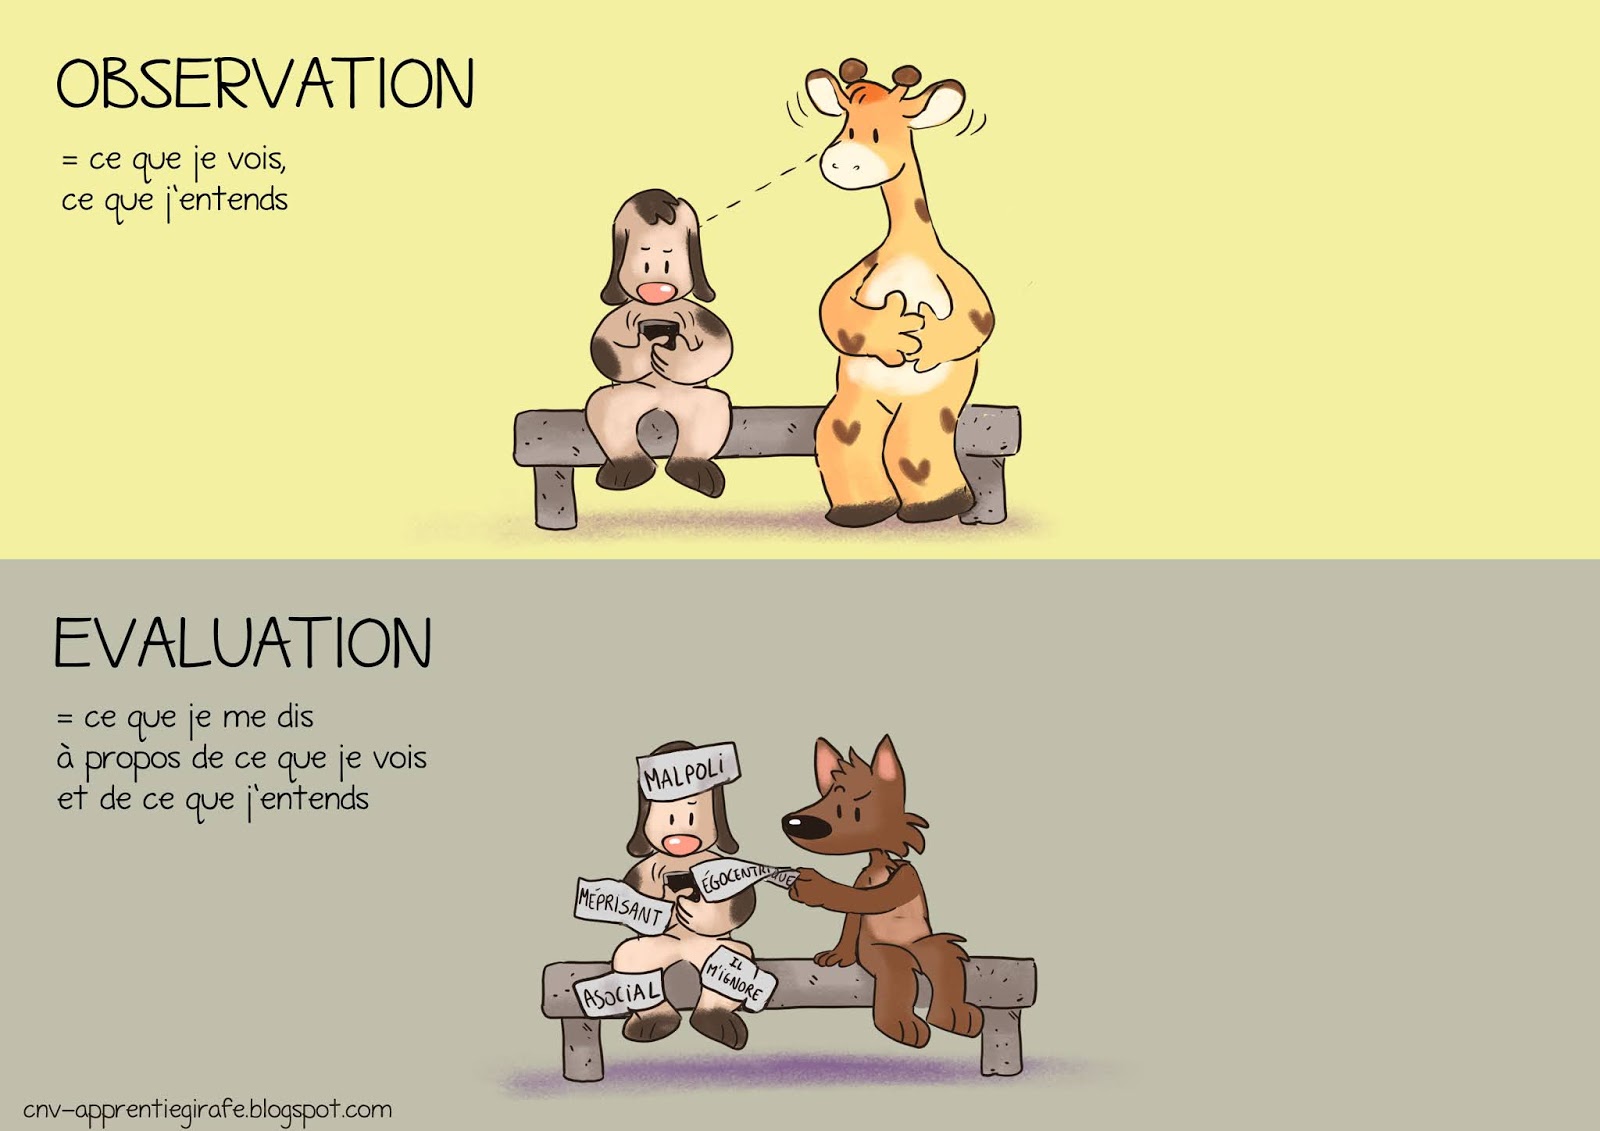 OBSERVATION
= ce que je vois,
ce que j'entends
EVALUATION
= ce que je me dis
à propos de ce que je vois
et de ce que j'entends
MALPOLI
ÉGOCENTRIQUE
MÉPRISANT
IL
M'IGNORE
ASOCIAL
cnv-apprentiegirafe.blogspot.com